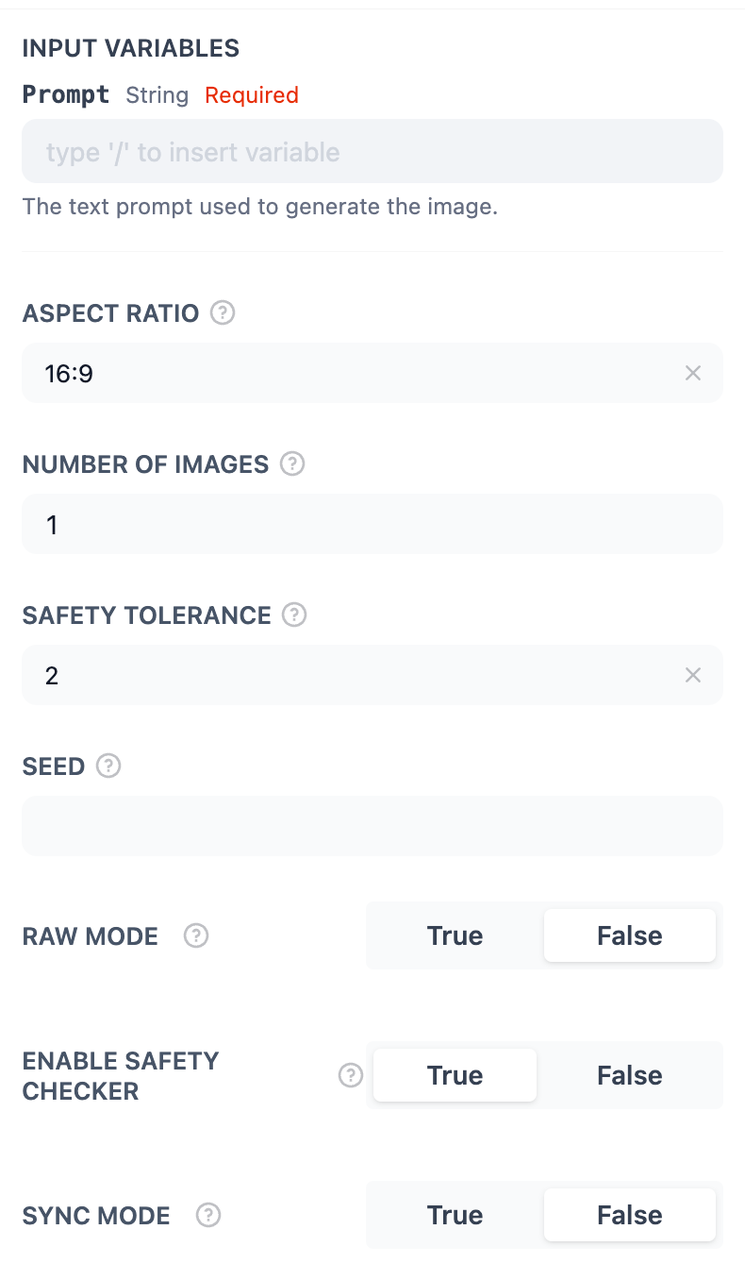 INPUT VARIABLES
Prompt String Required
type '/' to insert variable
The text prompt used to generate the image.
ASPECT RATIO ?
16:9 ×
NUMBER OF IMAGES ?
1
SAFETY TOLERANCE ?
2 ×
SEED ?
RAW MODE ? True False
ENABLE SAFETY
CHECKER ? True False
SYNC MODE ? True False